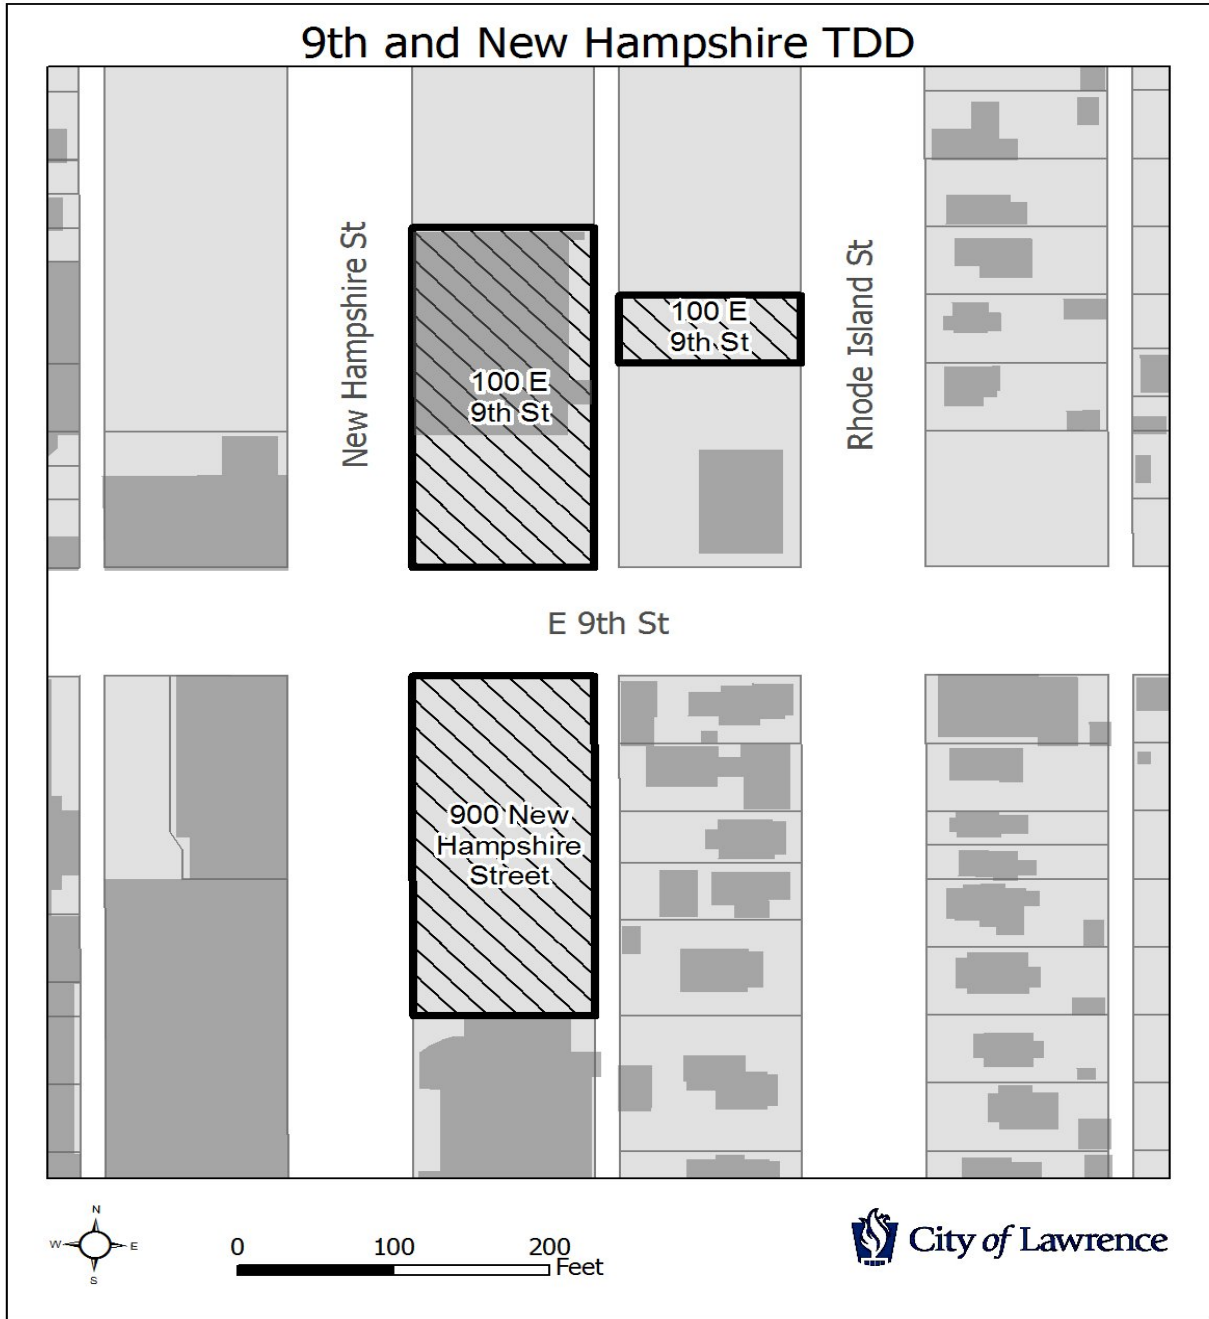 9th and New Hampshire TDD
New Hampshire St
Rhode Island St
100 E
9th St
100 E
9th St
E 9th St
900 New
Hampshire
Street
N
W E
S
0 100 200
Feet
City of Lawrence